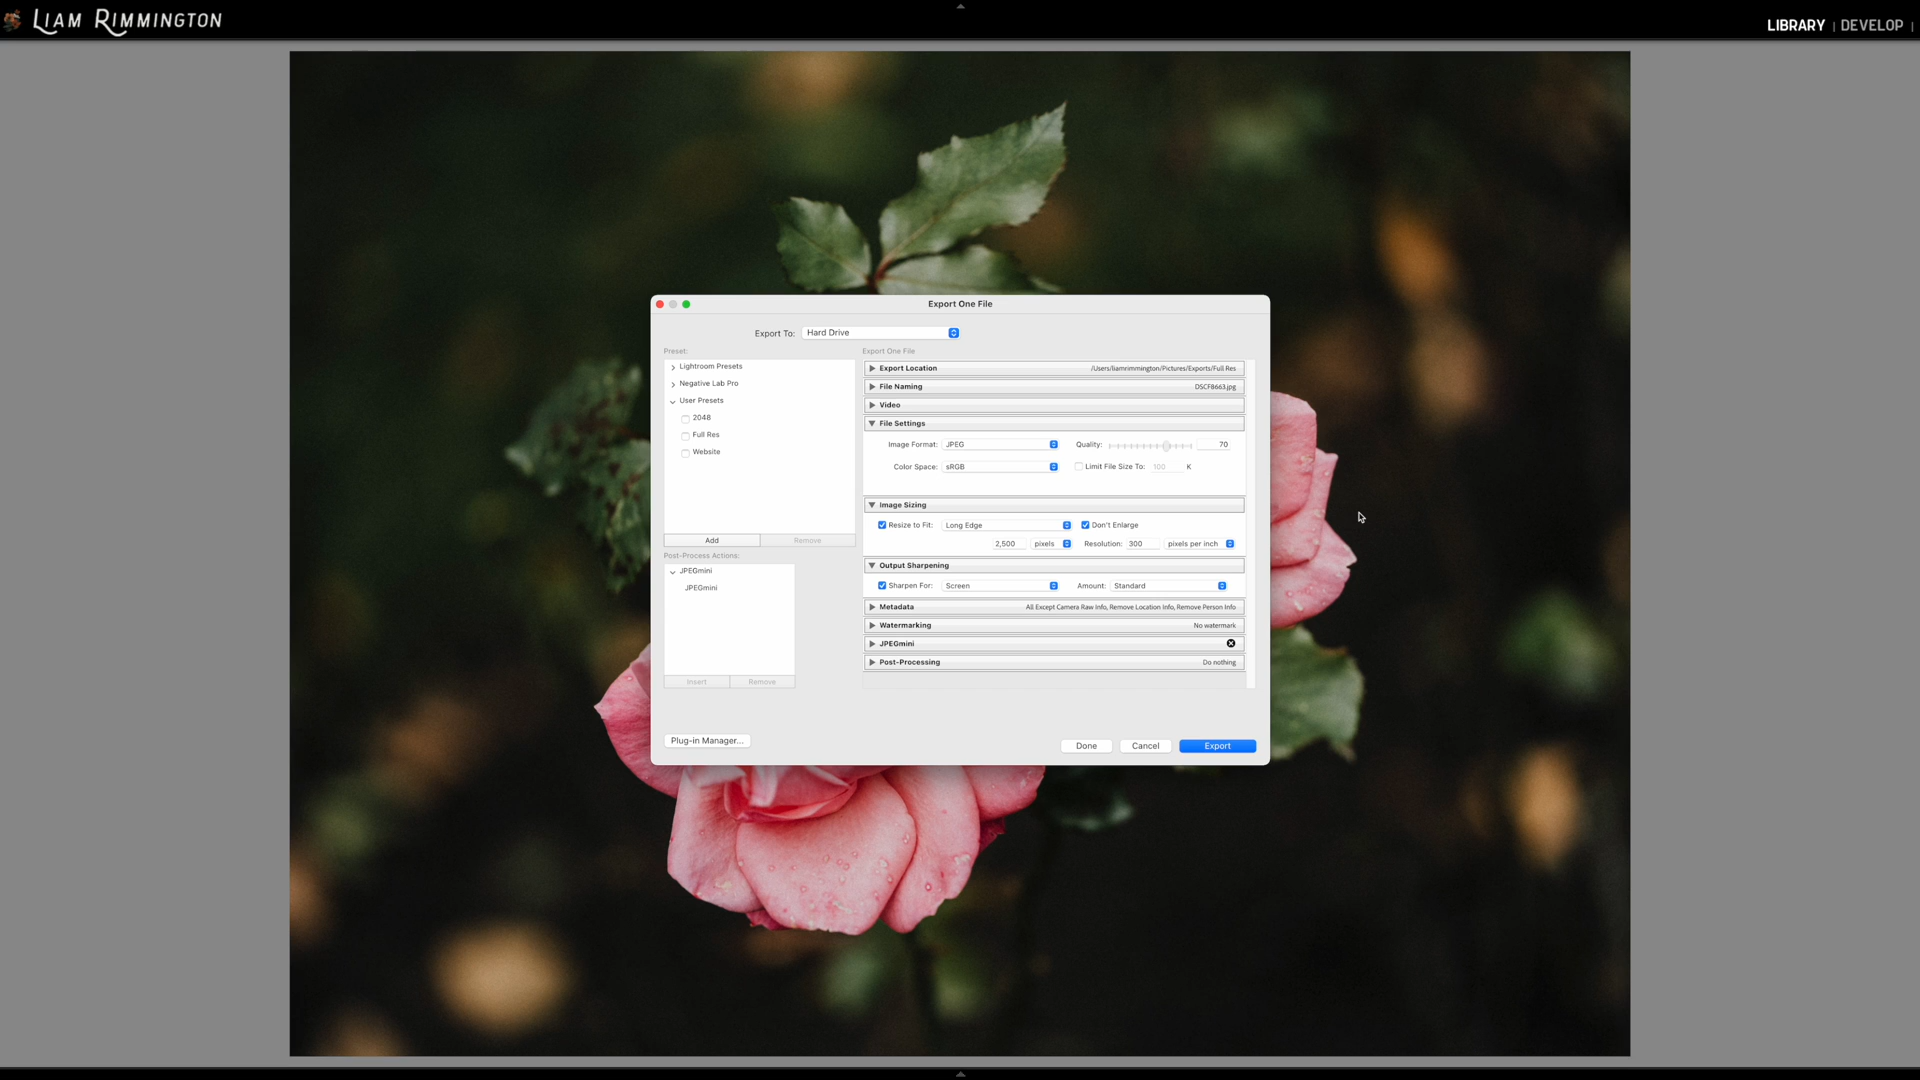 LIAM RIMMINGTON
LIBRARY | DEVELOP |
Export One File
Export To: Hard Drive
Preset:
Lightroom Presets
Negative Lab Pro
User Presets
2048
Full Res
Website
Add Remove
Post-Process Actions:
JPEGmini
JPEGmini
Insert Remove
Plug-in Manager...
Export One File
Export Location /Users/liamrimmington/Pictures/Exports/Full Res
File Naming DSCF8663.jpg
Video
File Settings
Image Format: JPEG Quality: 70
Color Space: sRGB Limit File Size To: 100 K
Image Sizing
Resize to Fit: Long Edge Don't Enlarge
2,500 pixels Resolution: 300 pixels per inch
Output Sharpening
Sharpen For: Screen Amount: Standard
Metadata All Except Camera Raw Info, Remove Location Info, Remove Person Info
Watermarking No watermark
JPEGmini
Post-Processing Do nothing
Done Cancel Export